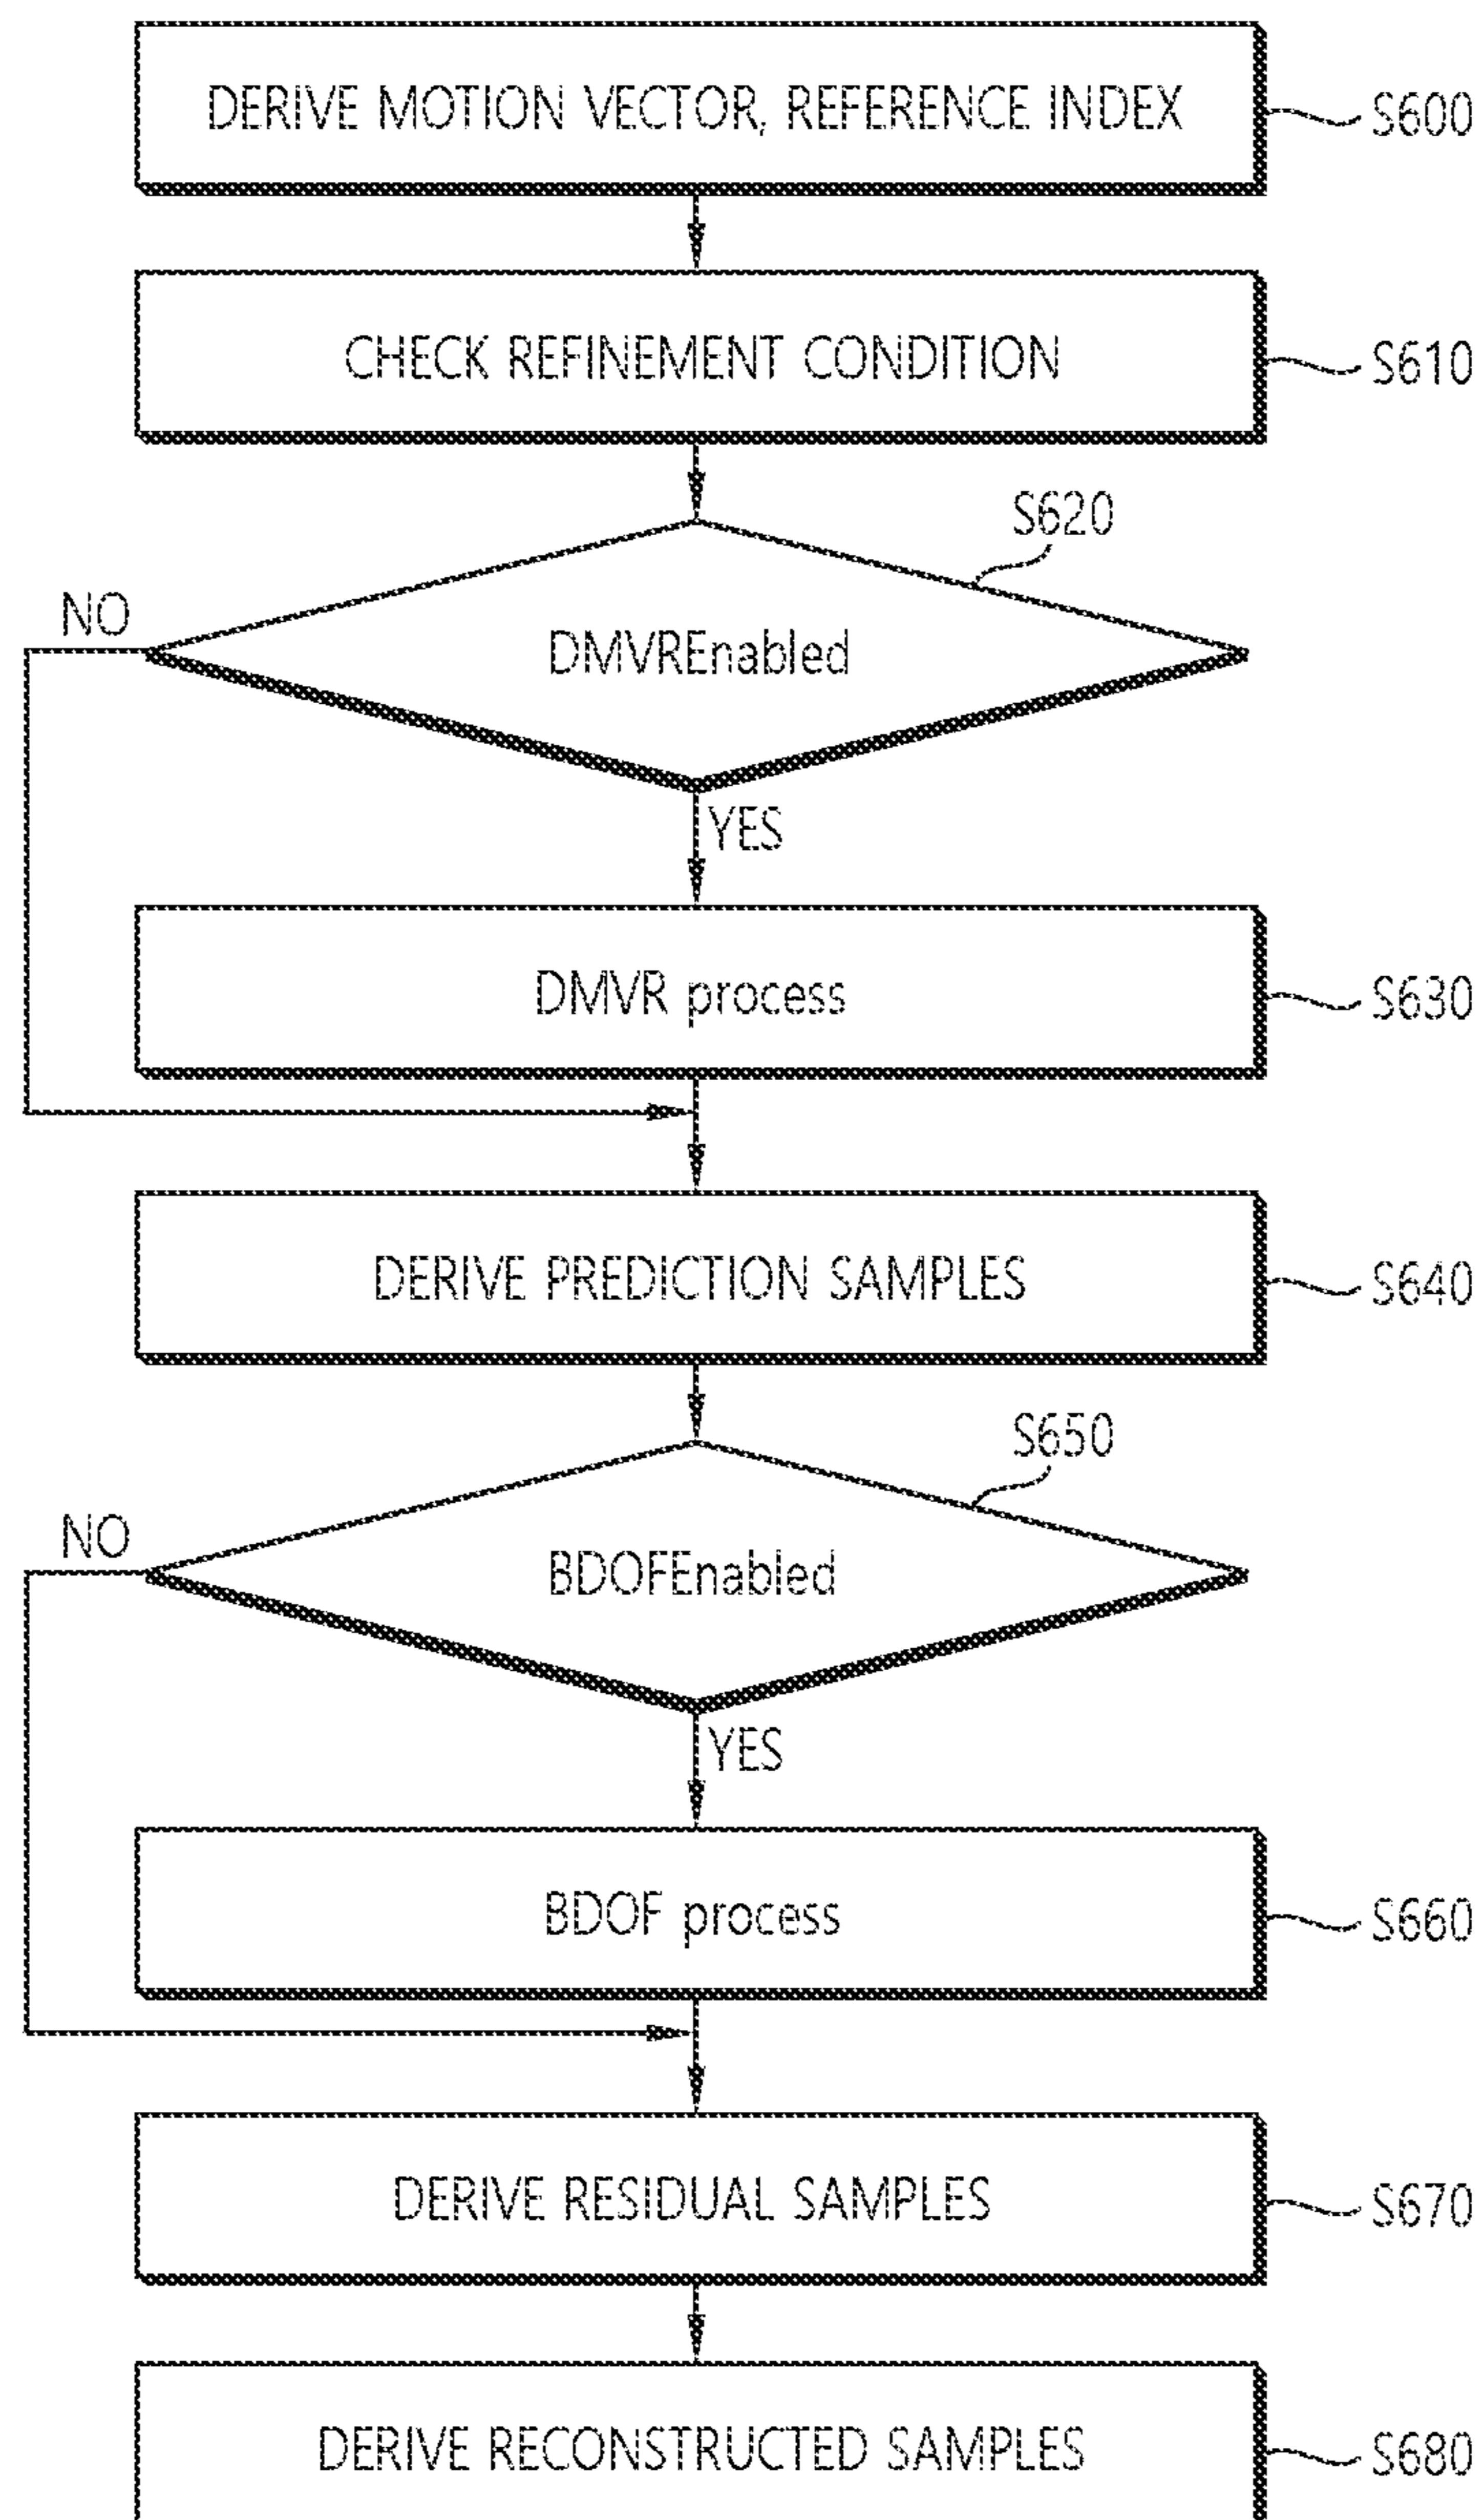 DERIVE MOTION VECTOR, REFERENCE INDEX
S600
CHECK REFINEMENT CONDITION
S610
S620
NO
DMVREnabled
YES
DMVR process
S630
DERIVE PREDICTION SAMPLES
S640
S650
NO
BDOFEnabled
YES
BDOF process
S660
DERIVE RESIDUAL SAMPLES
S670
DERIVE RECONSTRUCTED SAMPLES
S680